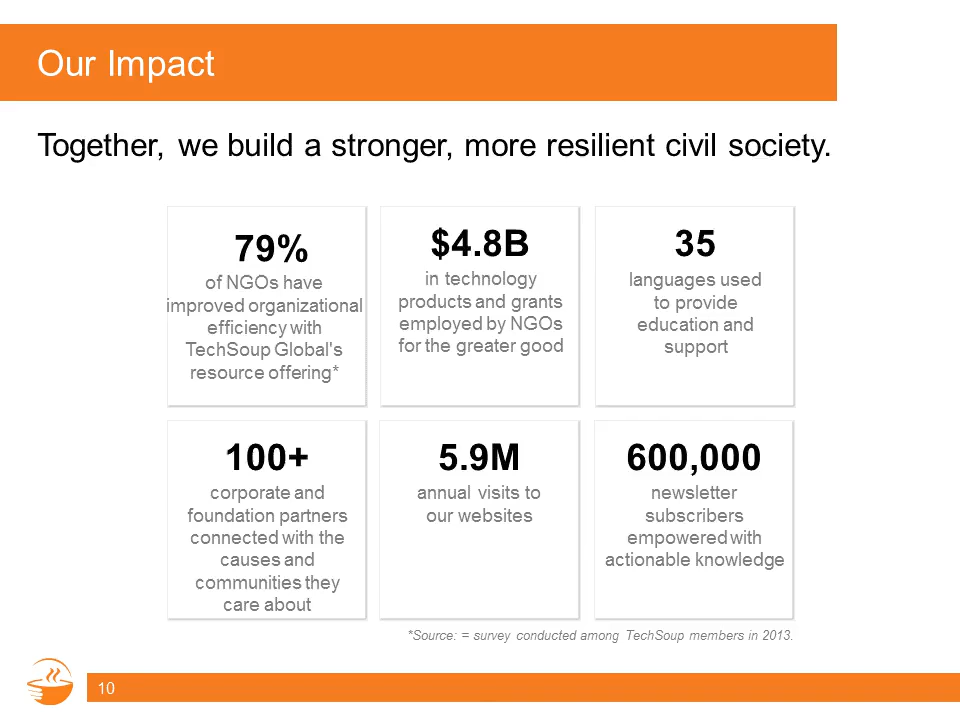 Our Impact
Together, we build a stronger, more resilient civil society.
79%
of NGOs have
improved organizational
efficiency with
TechSoup Global's
resource offering*
$4.8B
in technology
products and grants
employed by NGOs
for the greater good
35
languages used
to provide
education and
support
100+
corporate and
foundation partners
connected with the
causes and
communities they
care about
5.9M
annual visits to
our websites
600,000
newsletter
subscribers
empowered with
actionable knowledge
*Source: = survey conducted among TechSoup members in 2013.
10